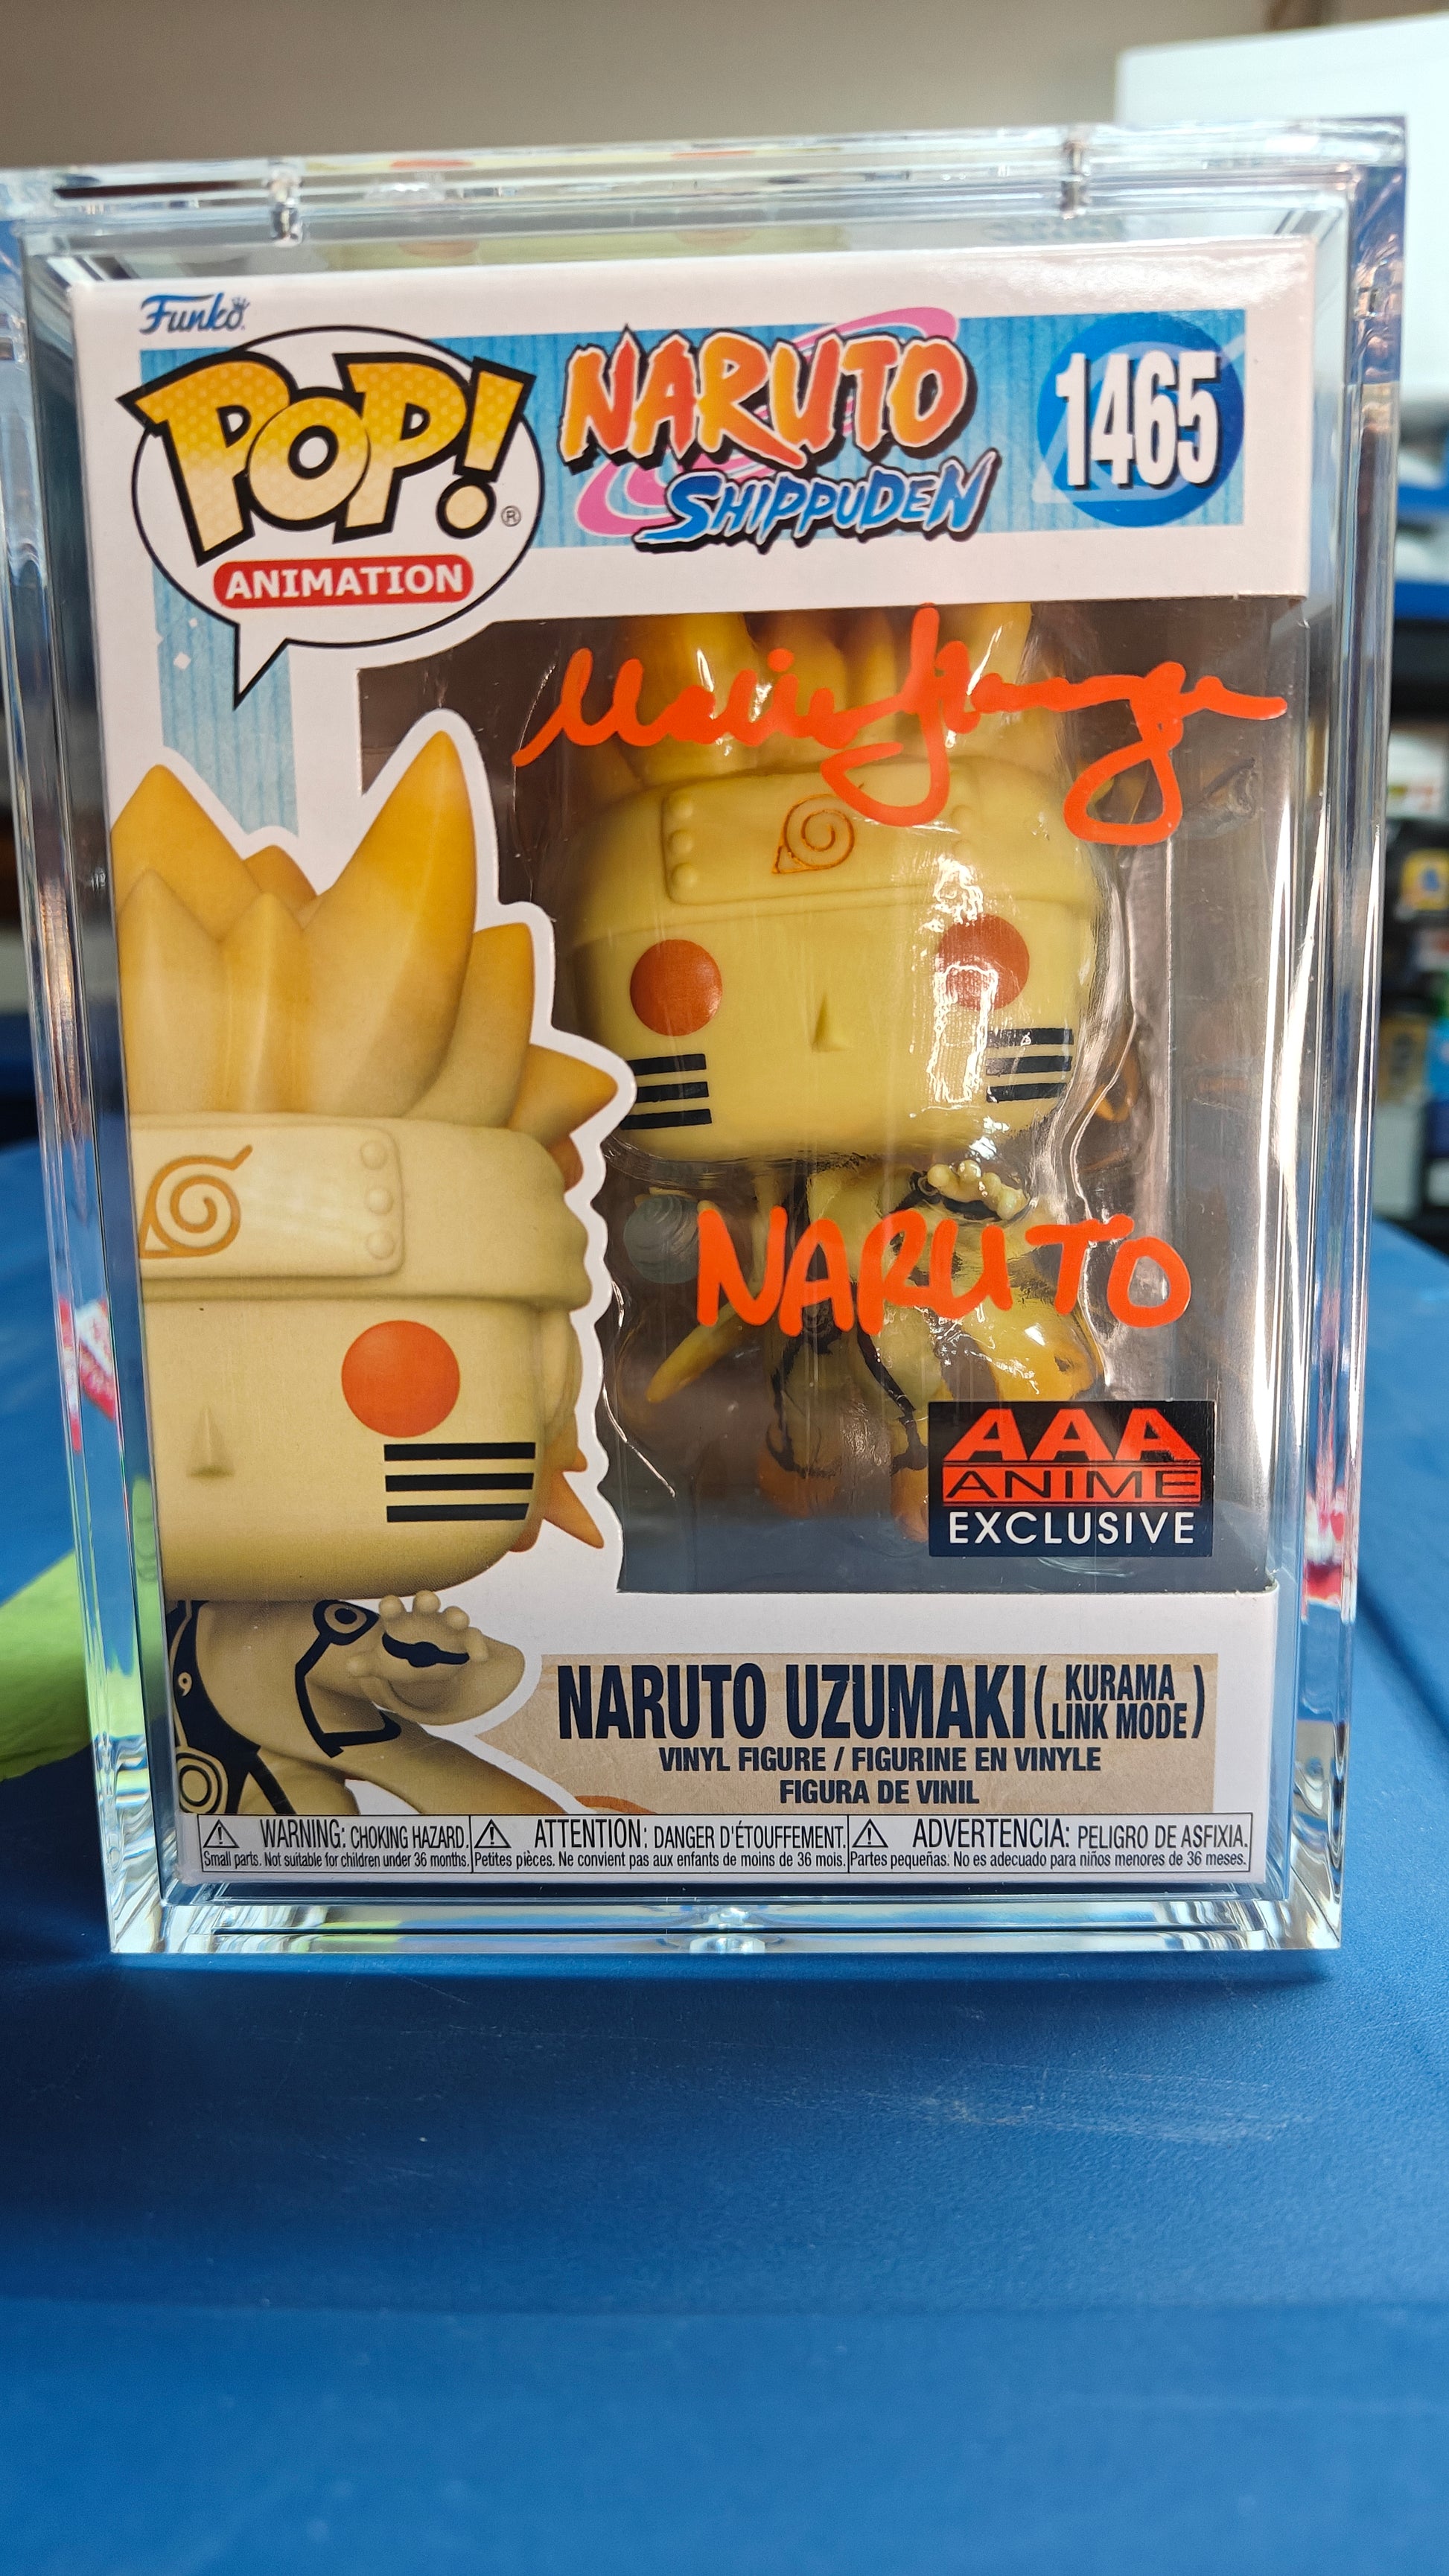 Funko
POP!®
ANIMATION
NARUTO
SHIPPUDEN
1465
NARUTO
AAA
ANIME
EXCLUSIVE
NARUTO UZUMAKI (KURAMA LINK MODE)
VINYL FIGURE / FIGURINE EN VINYLE
FIGURA DE VINIL
WARNING: CHOKING HAZARD.
Small parts. Not suitable for children under 36 months.
ATTENTION: DANGER D'ÉTOUFFEMENT.
Petites pièces. Ne convient pas aux enfants de moins de 36 mois.
ADVERTENCIA: PELIGRO DE ASFIXIA.
Partes pequeñas. No es adecuado para niños menores de 36 meses.